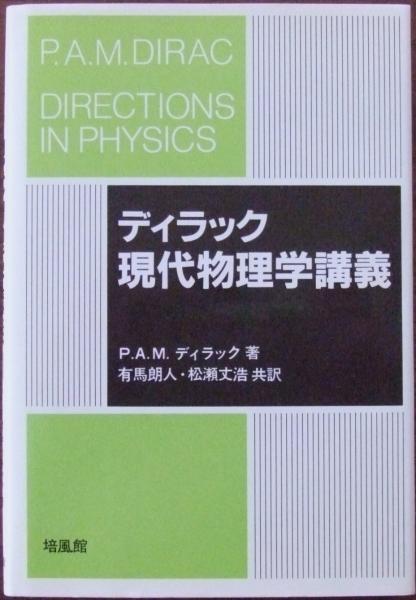 P.A.M.DIRAC
DIRECTIONS
IN PHYSICS
ディラック
現代物理学講義
P.A.M. ディラック 著
有馬朗人・松瀬丈浩 共訳
培風館